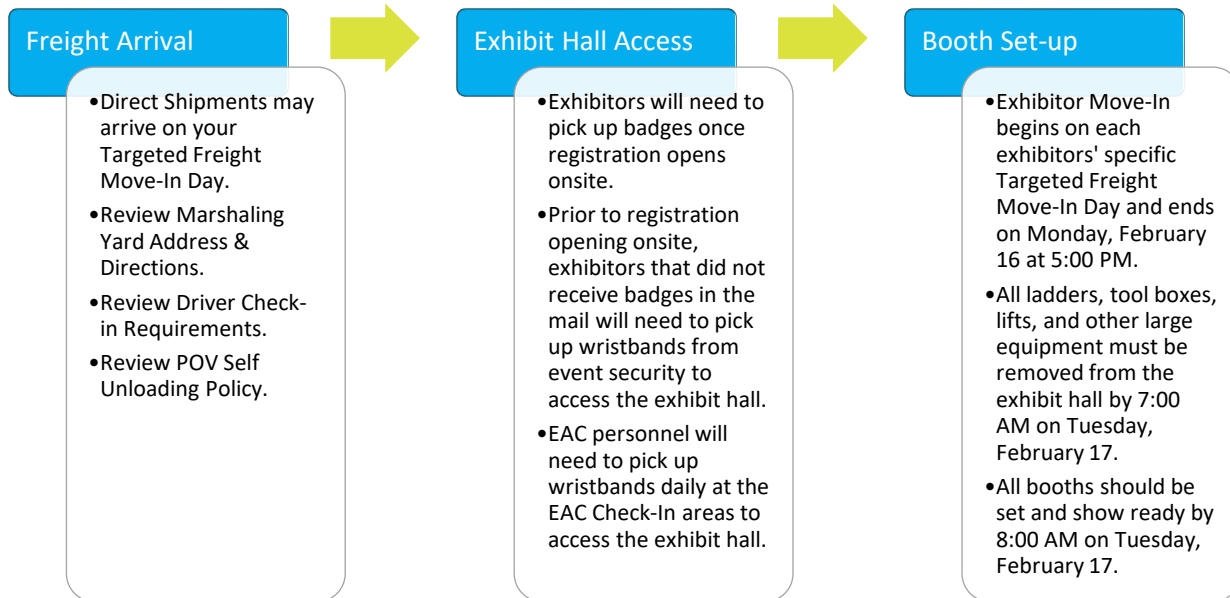 Freight Arrival
•Direct Shipments may
arrive on your
Targeted Freight
Move-In Day.
•Review Marshaling
Yard Address &
Directions.
•Review Driver Check-
in Requirements.
•Review POV Self
Unloading Policy.
Exhibit Hall Access
•Exhibitors will need to
pick up badges once
registration opens
onsite.
•Prior to registration
opening onsite,
exhibitors that did not
receive badges in the
mail will need to pick
up wristbands from
event security to
access the exhibit hall.
•EAC personnel will
need to pick up
wristbands daily at the
EAC Check-In areas to
access the exhibit hall.
Booth Set-up
•Exhibitor Move-In
begins on each
exhibitors' specific
Targeted Freight
Move-In Day and ends
on Monday, February
16 at 5:00 PM.
•All ladders, tool boxes,
lifts, and other large
equipment must be
removed from the
exhibit hall by 7:00
AM on Tuesday,
February 17.
•All booths should be
set and show ready by
8:00 AM on Tuesday,
February 17.